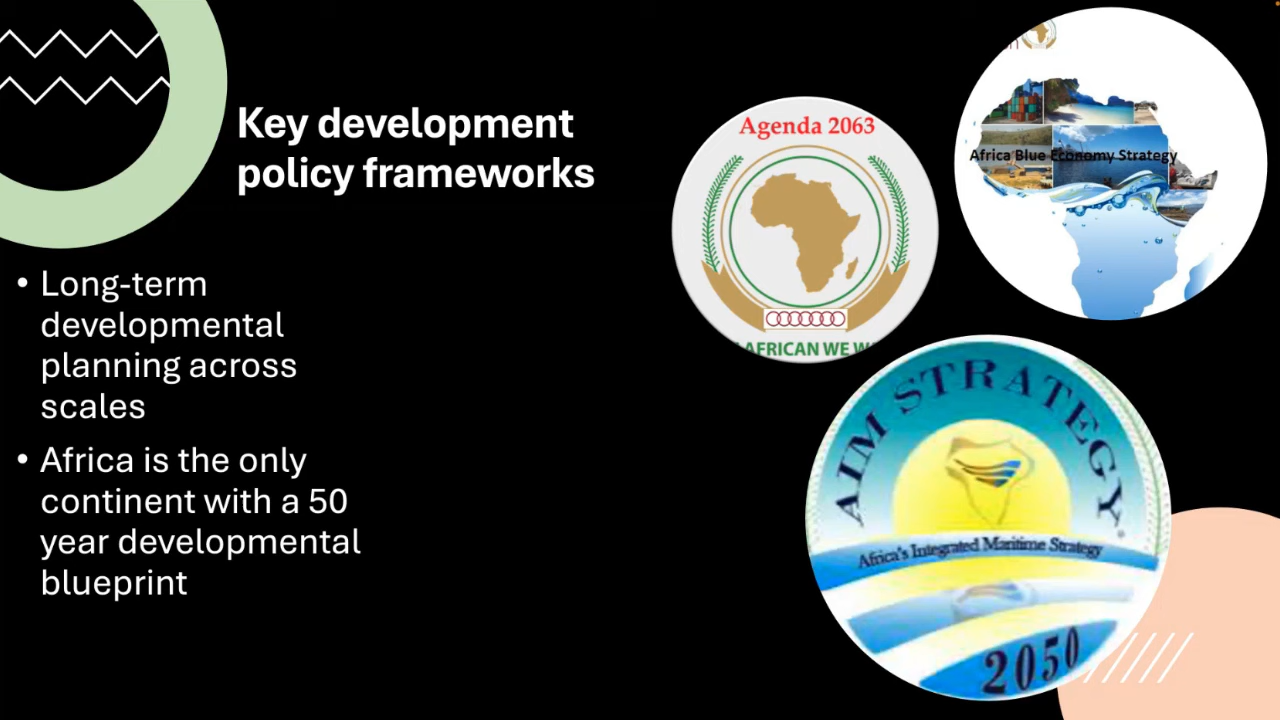 Key development
policy frameworks
• Long-term
developmental
planning across
scales
• Africa is the only
continent with a 50
year developmental
blueprint
Agenda 2063
AFRICAN WE
Africa Blue Economy Strategy
AIM STRATEGY
Africa's Integrated Maritime Strategy
2050